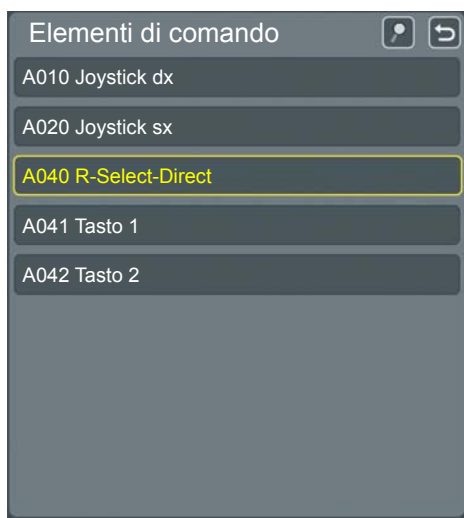 Elementi di comando
A010 Joystick dx
A020 Joystick sx
A040 R-Select-Direct
A041 Tasto 1
A042 Tasto 2